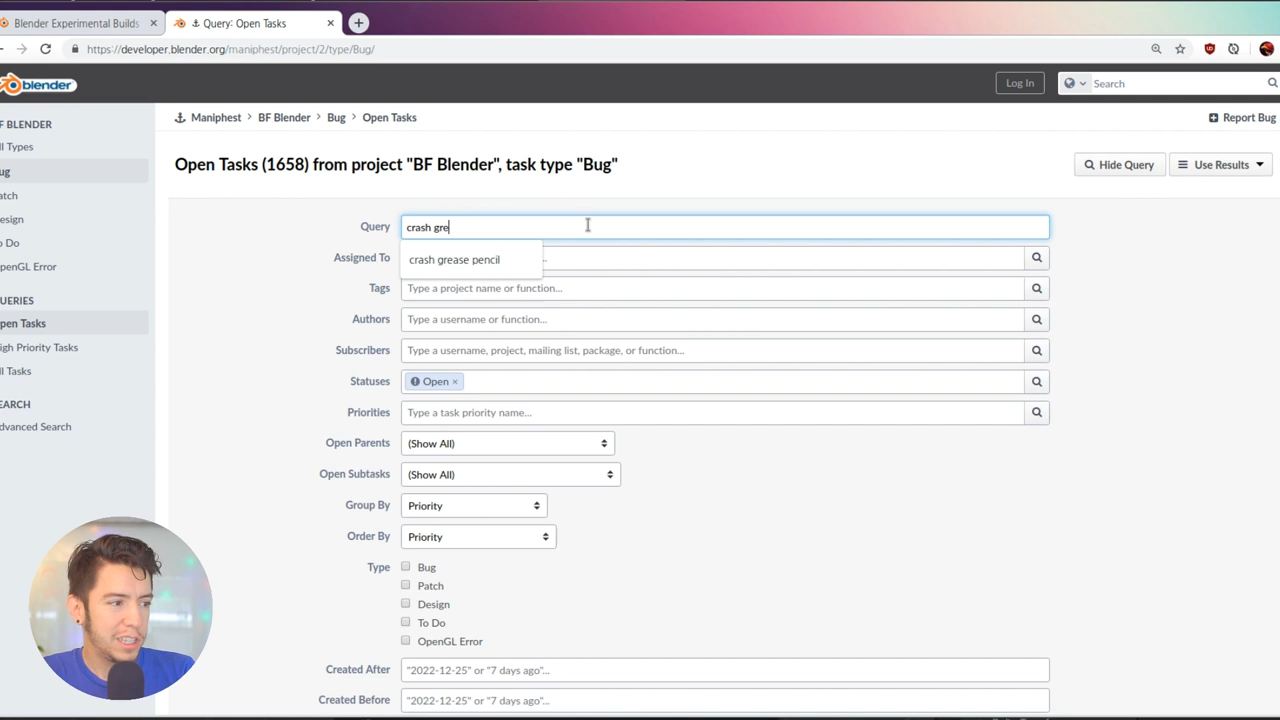 Blender Experimental Builds
Query: Open Tasks
https://developer.blender.org/maniphest/project/2/type/Bug/
blender
Log In
Search
F BLENDER
ll Types
ug
atch
esign
o Do
penGL Error
UERIES
pen Tasks
igh Priority Tasks
ll Tasks
EARCH
dvanced Search
Maniphest > BF Blender > Bug > Open Tasks
Report Bug
Open Tasks (1658) from project "BF Blender", task type "Bug"
Hide Query
Use Results
Query
crash gre
crash grease pencil
Assigned To
Tags
Type a project name or function...
Authors
Type a username or function...
Subscribers
Type a username, project, mailing list, package, or function...
Statuses
Open ×
Priorities
Type a task priority name...
Open Parents
(Show All)
Open Subtasks
(Show All)
Group By
Priority
Order By
Priority
Type
Bug
Patch
Design
To Do
OpenGL Error
Created After
"2022-12-25" or "7 days ago"...
Created Before
"2022-12-25" or "7 days ago"...